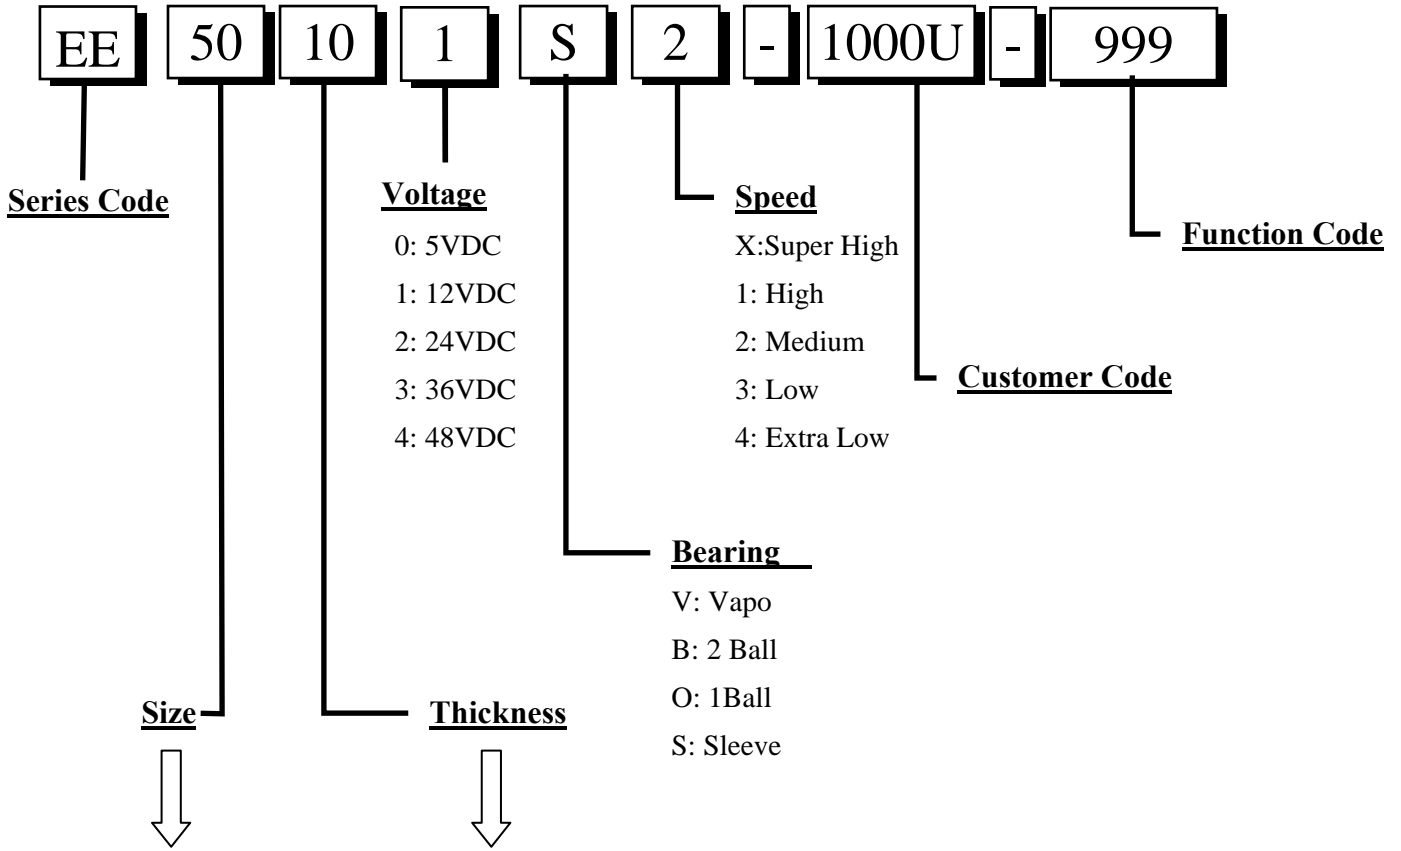 EE 50 10 1 S 2 - 1000U - 999
Series Code
Voltage
0: 5VDC
1: 12VDC
2: 24VDC
3: 36VDC
4: 48VDC
Speed
X:Super High
1: High
2: Medium
3: Low
4: Extra Low
Function Code
Customer Code
Bearing
V: Vapo
B: 2 Ball
O: 1Ball
S: Sleeve
Size
Thickness